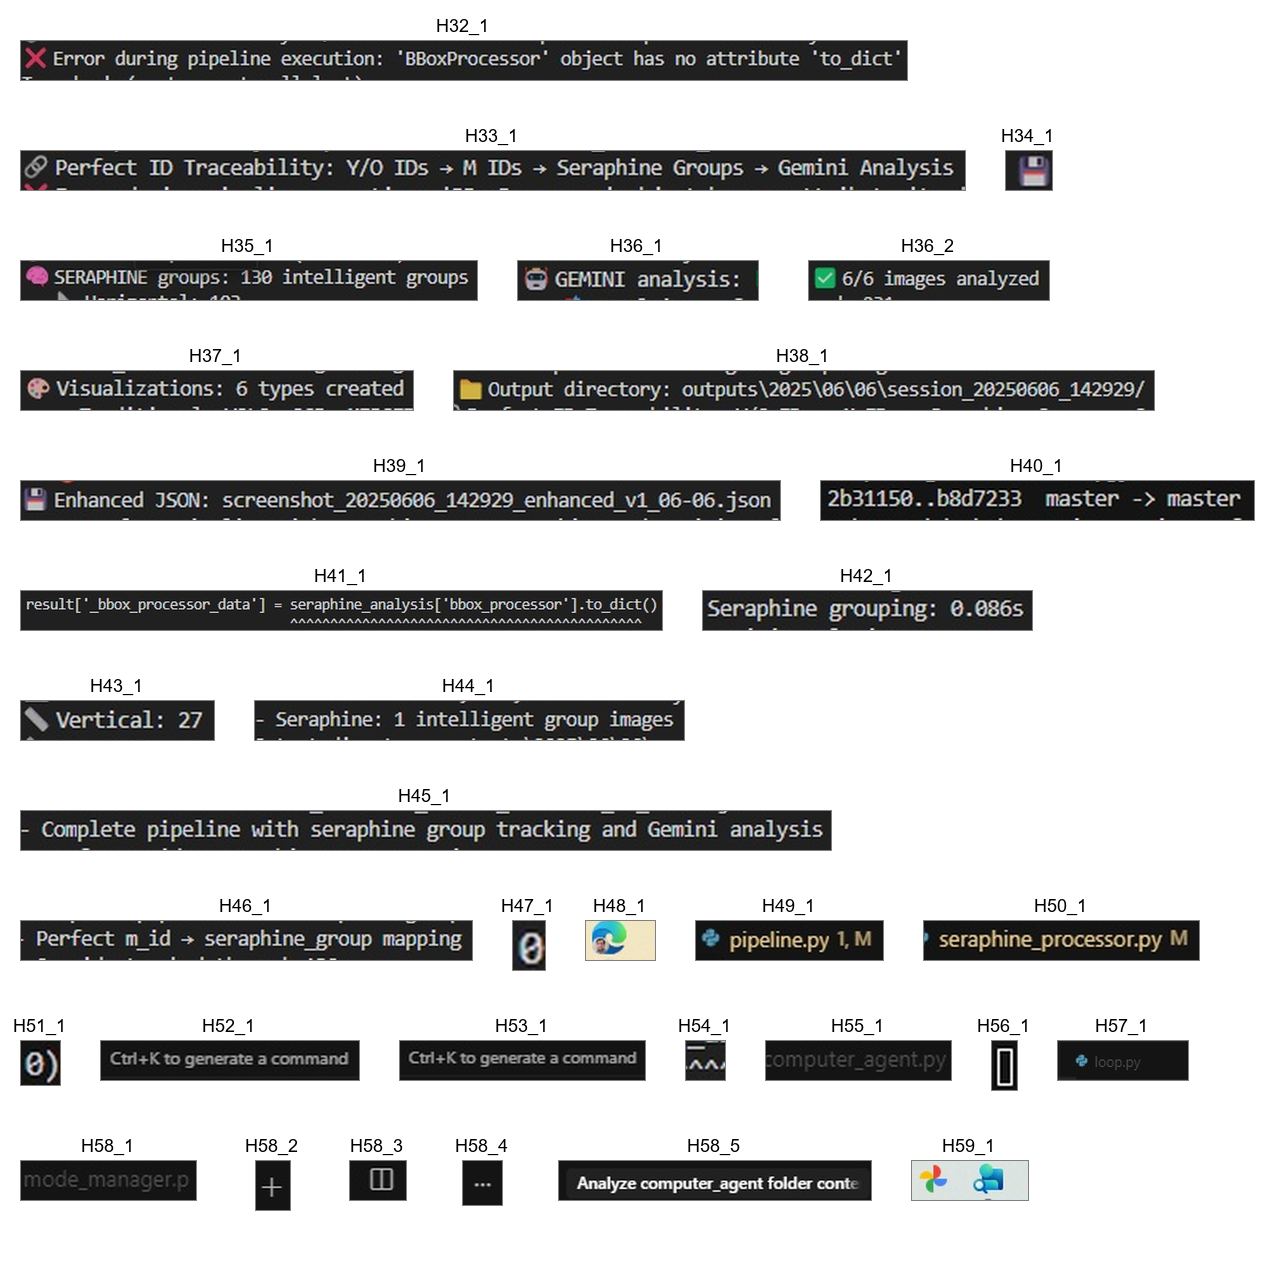 H32_1
❌ Error during pipeline execution: 'BBoxProcessor' object has no attribute 'to_dict'
H33_1 H34_1
🔗 Perfect ID Traceability: Y/O IDs → M IDs → Seraphine Groups → Gemini Analysis
H35_1 H36_1 H36_2
🧠 SERAPHINE groups: 130 intelligent groups
🤖 GEMINI analysis:
✅ 6/6 images analyzed
H37_1 H38_1
🎨 Visualizations: 6 types created
📁 Output directory: outputs\2025\06\06\session_20250606_142929/
H39_1 H40_1
💾 Enhanced JSON: screenshot_20250606_142929_enhanced_v1_06-06.json
2b31150..b8d7233  master -> master
H41_1 H42_1
result['_bbox_processor_data'] = seraphine_analysis['bbox_processor'].to_dict()
^^^^^^^^^^^^^^^^^^^^^^^^^^^^^^^^^^^^^^^^^^^^
Seraphine grouping: 0.086s
H43_1 H44_1
📏 Vertical: 27
- Seraphine: 1 intelligent group images
H45_1
- Complete pipeline with seraphine group tracking and Gemini analysis
H46_1 H47_1 H48_1 H49_1 H50_1
- Perfect m_id → seraphine_group mapping
0
pipeline.py 1, M
seraphine_processor.py M
H51_1 H52_1 H53_1 H54_1 H55_1 H56_1 H57_1
0)
Ctrl+K to generate a command
Ctrl+K to generate a command
^^^
computer_agent.py
loop.py
H58_1 H58_2 H58_3 H58_4 H58_5 H59_1
mode_manager.p
+
...
Analyze computer_agent folder conte